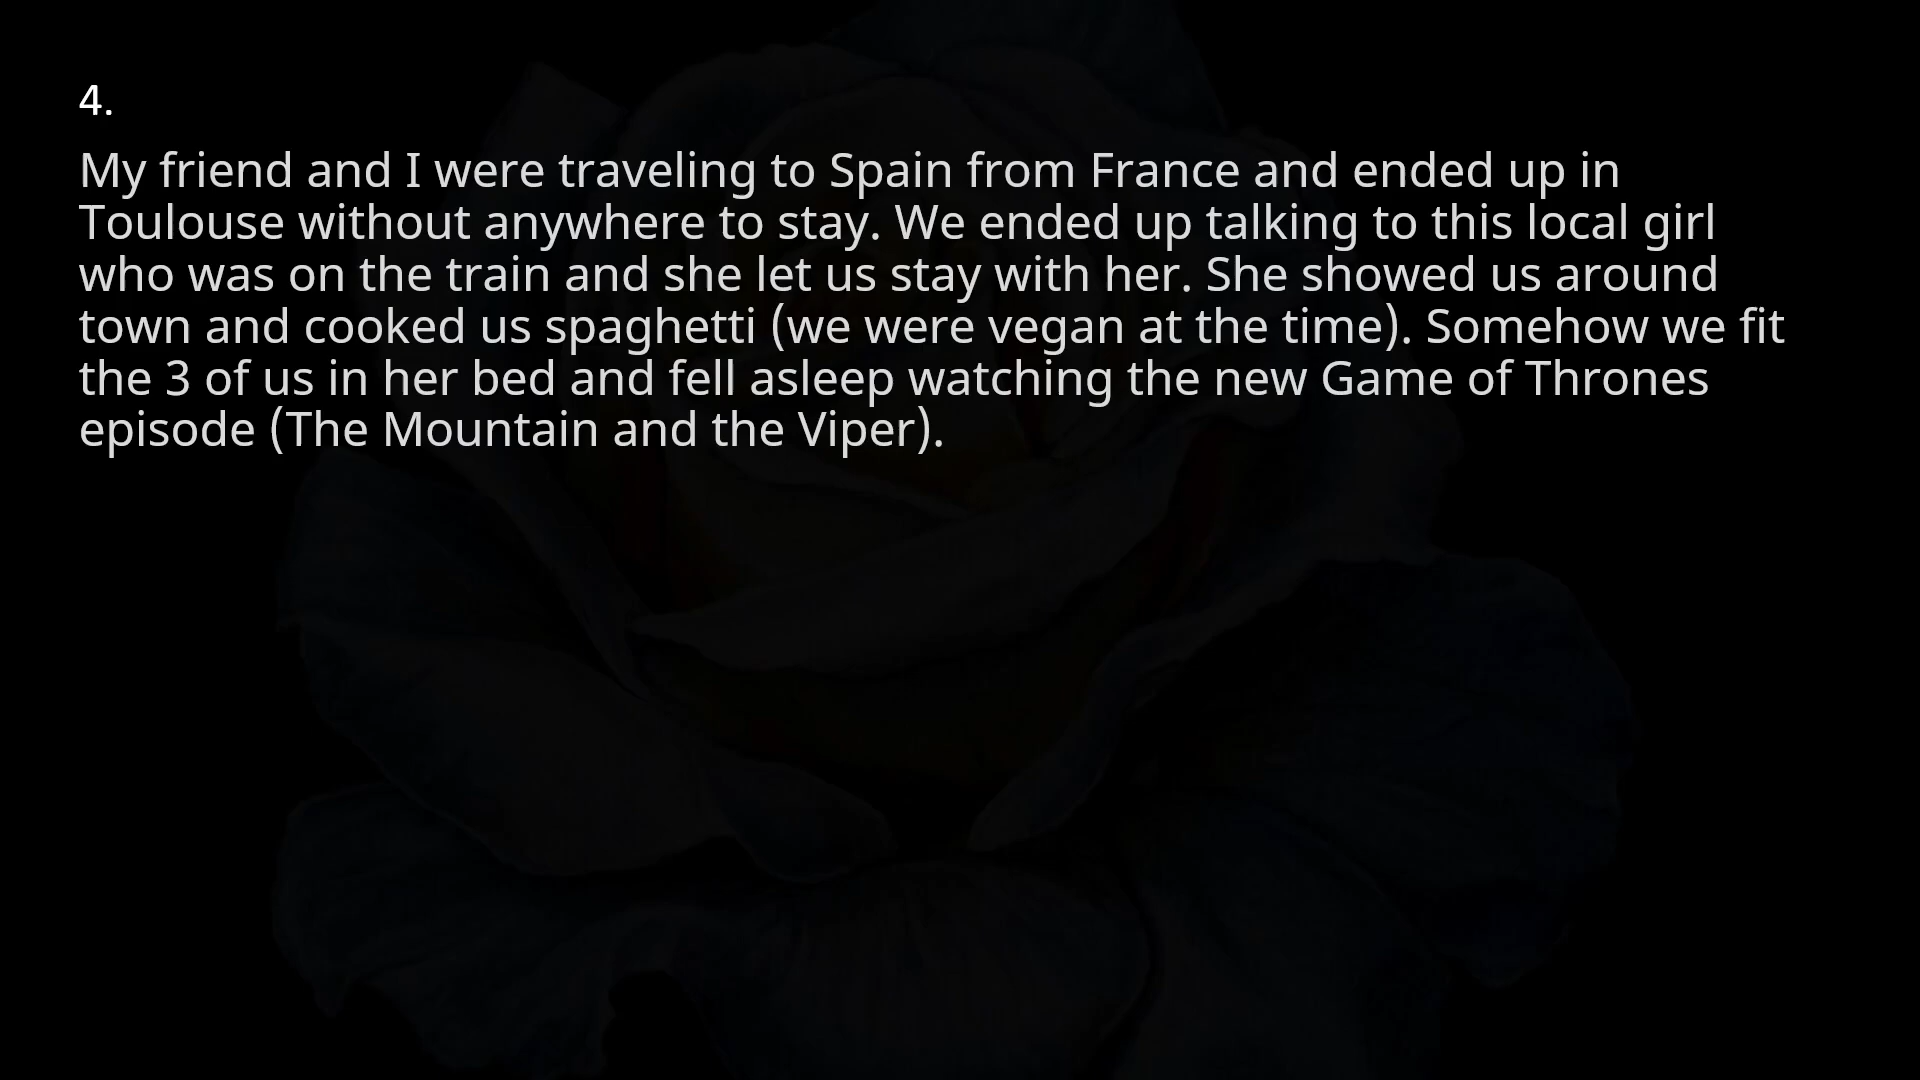 4.
My friend and I were traveling to Spain from France and ended up in
Toulouse without anywhere to stay. We ended up talking to this local girl
who was on the train and she let us stay with her. She showed us around
town and cooked us spaghetti (we were vegan at the time). Somehow we fit
the 3 of us in her bed and fell asleep watching the new Game of Thrones
episode (The Mountain and the Viper).